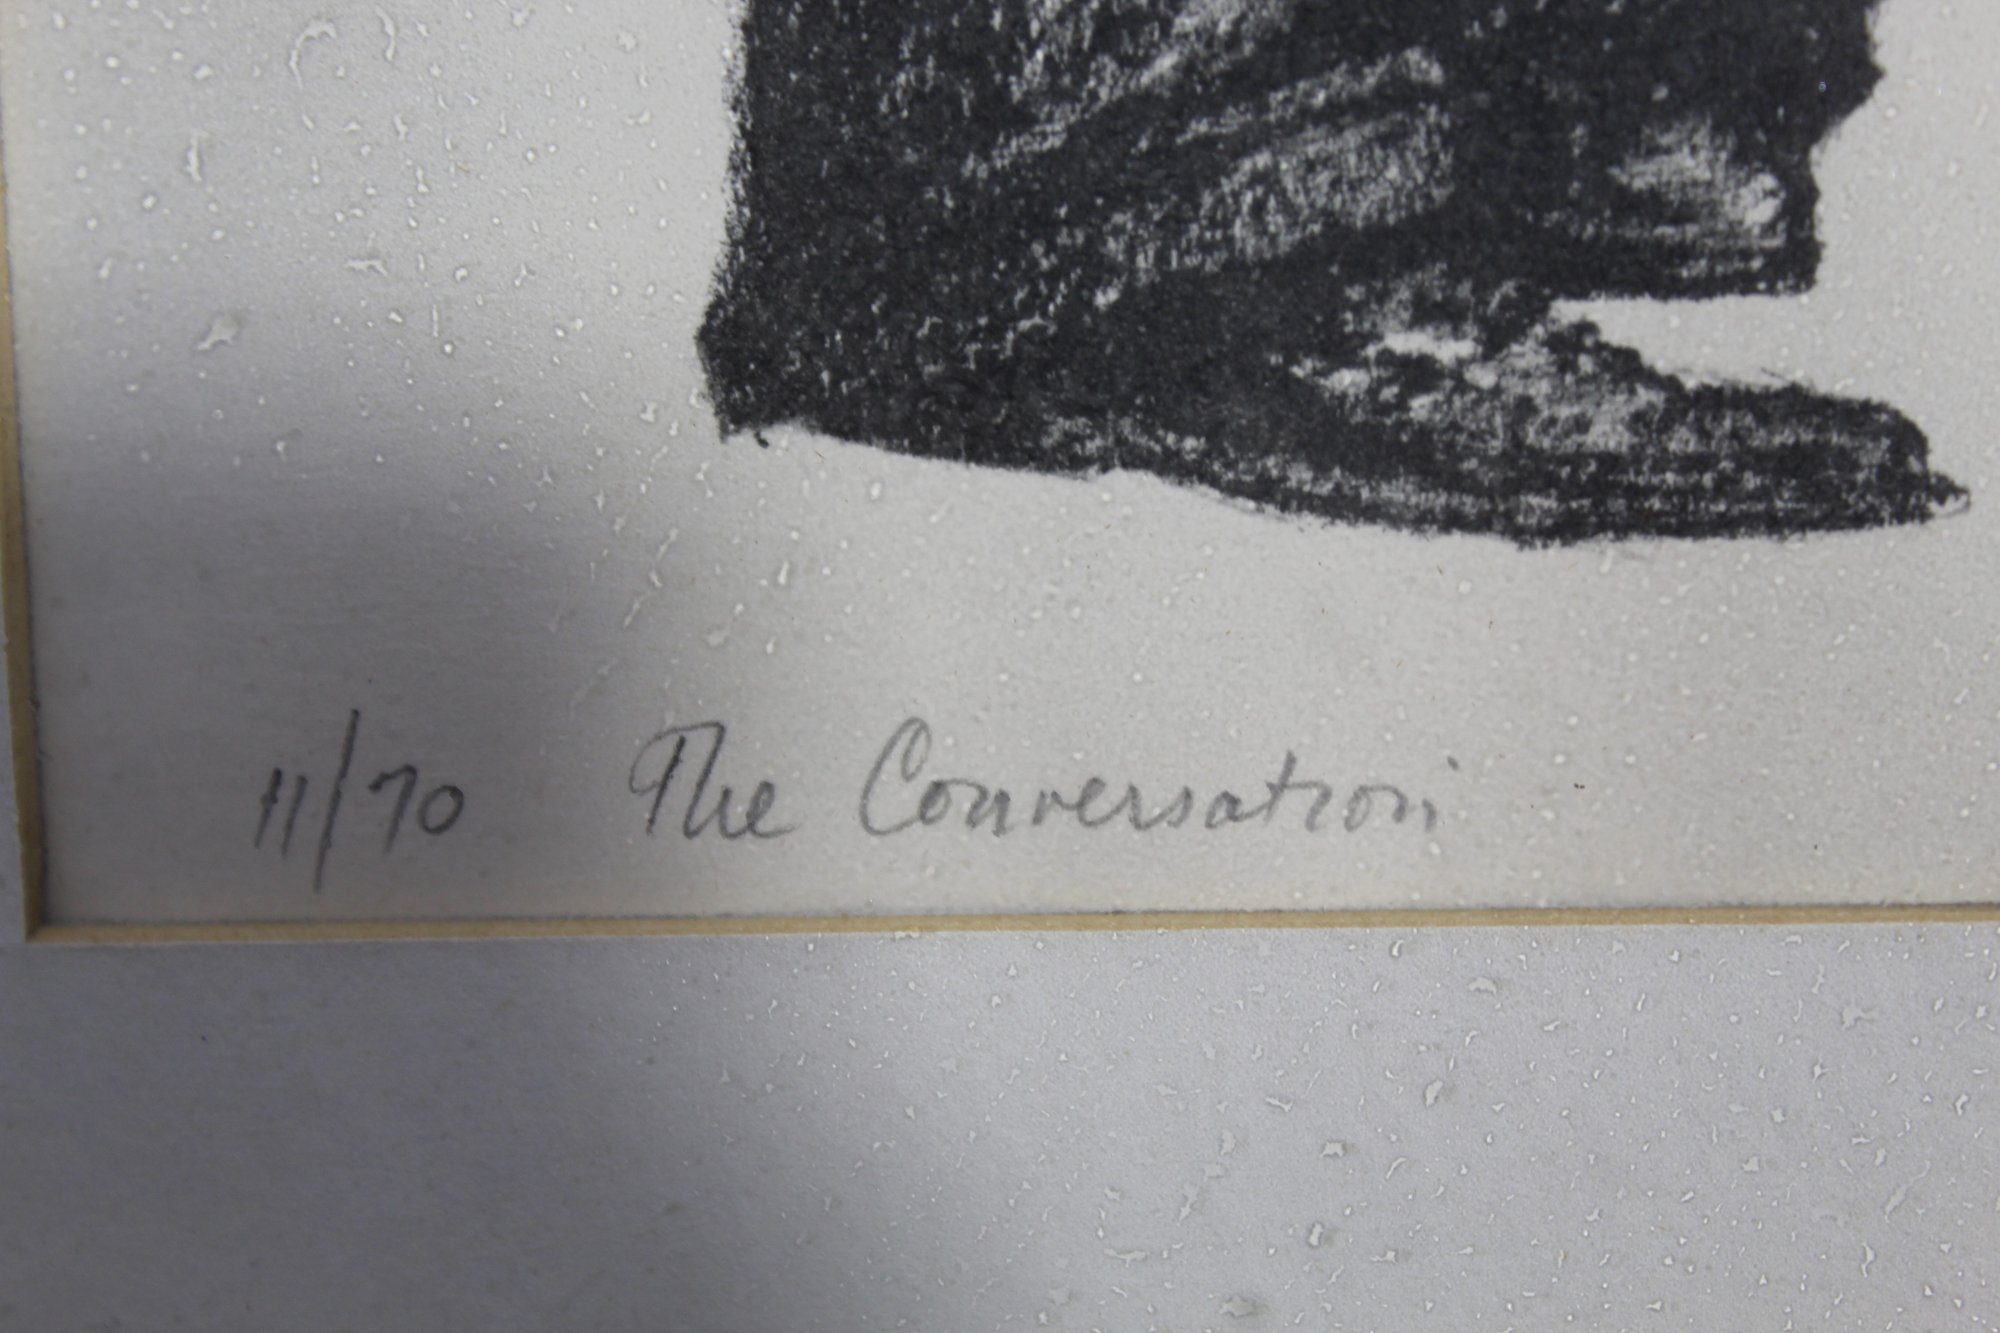 11/70 The Conversation